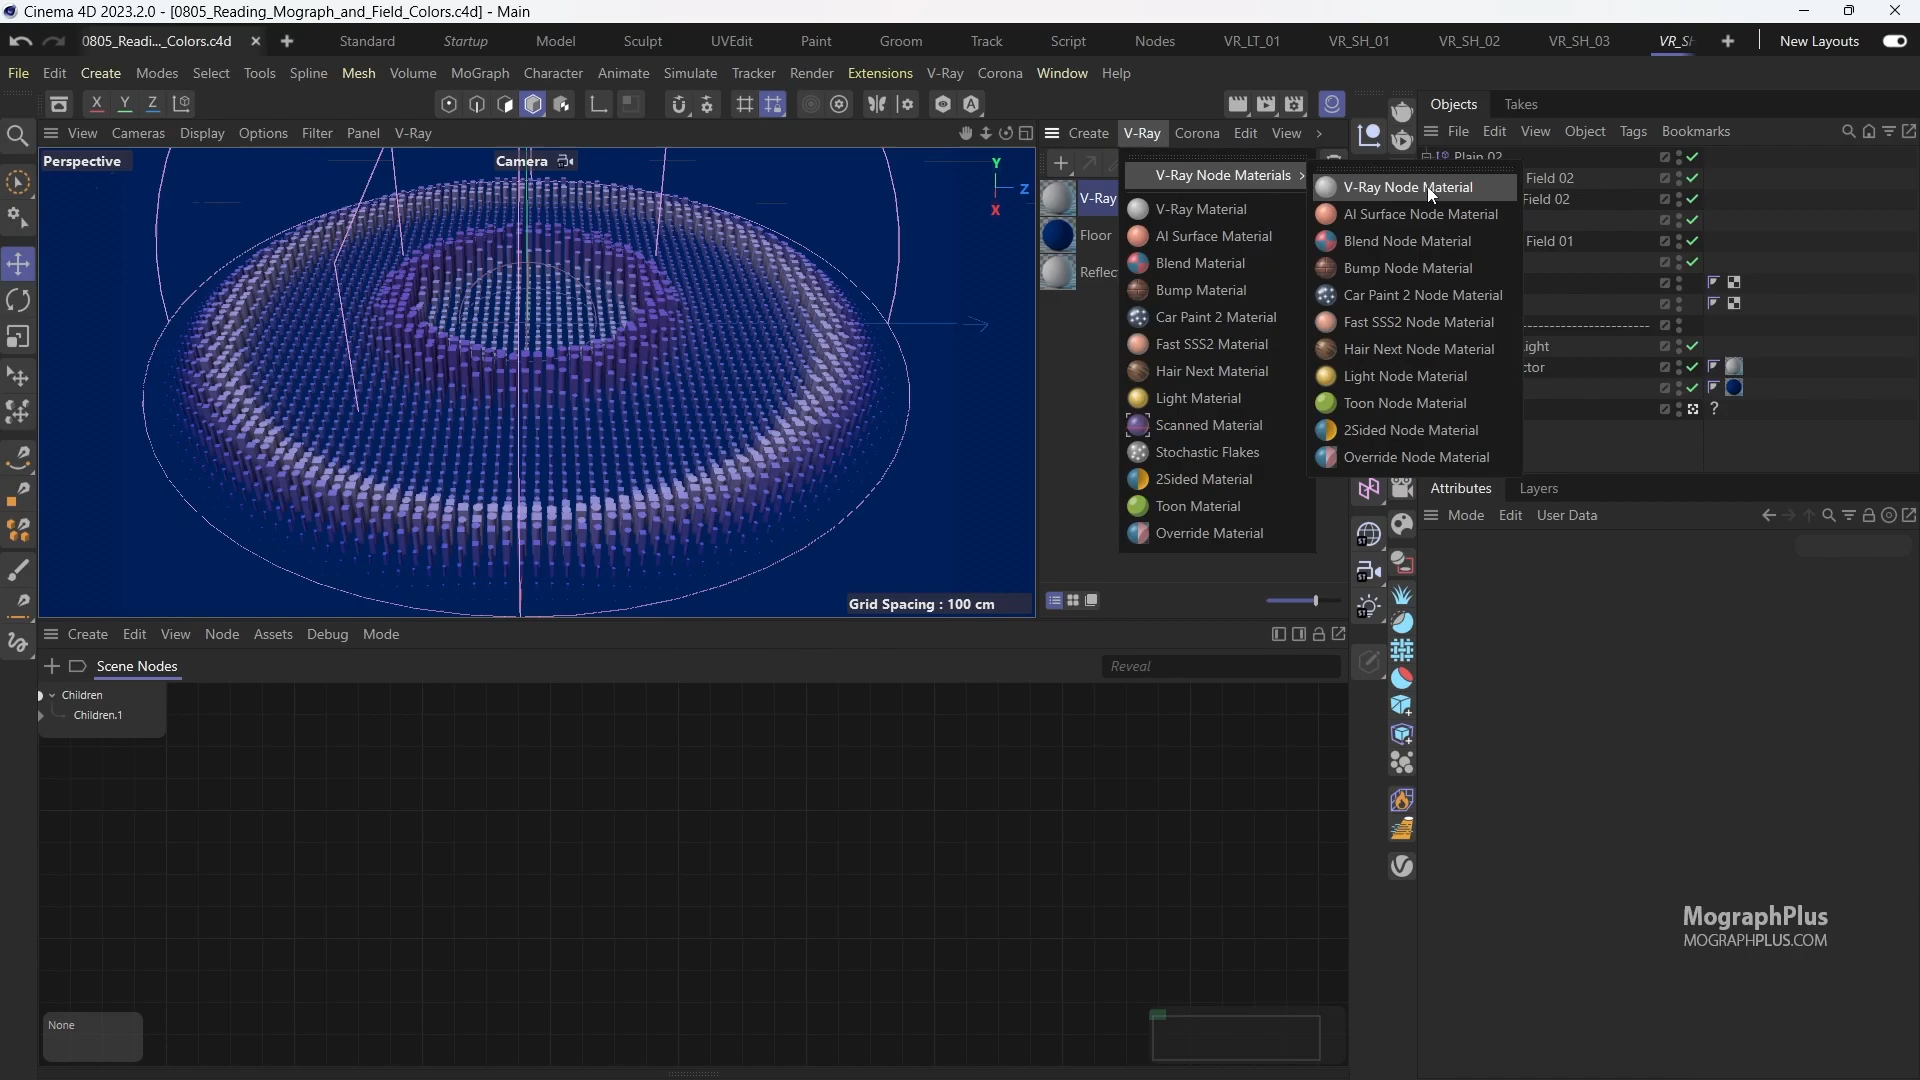 Cinema 4D 2023.2.0 - [0805_Reading_Mograph_and_Field_Colors.c4d] - Main
0805_Readi..._Colors.c4d Standard Startup Model Sculpt UVEdit Paint Groom Track Script Nodes VR_LT_01 VR_SH_01 VR_SH_02 VR_SH_03 New Layouts
File Edit Create Modes Select Tools Spline Mesh Volume MoGraph Character Animate Simulate Tracker Render Extensions V-Ray Corona Window Help
X Y Z
Objects Takes
View Cameras Display Options Filter Panel V-Ray
Create V-Ray Corona Edit View
File Edit View Object Tags Bookmarks
Perspective
Camera
Y
Z
X
V-Ray
Floor
V-Ray Node Materials
V-Ray Material
Al Surface Material
Blend Material
Bump Material
Car Paint 2 Material
Fast SSS2 Material
Hair Next Material
Light Material
Scanned Material
Stochastic Flakes
2Sided Material
Toon Material
Override Material
V-Ray Node Material
Al Surface Node Material
Blend Node Material
Bump Node Material
Car Paint 2 Node Material
Fast SSS2 Node Material
Hair Next Node Material
Light Node Material
Toon Node Material
2Sided Node Material
Override Node Material
Plain 02
Field 02
Field 02
Field 01
Grid Spacing : 100 cm
Attributes Layers
Mode Edit User Data
Create Edit View Node Assets Debug Mode
Scene Nodes
Reveal
Children
Children.1
None
ST
ST
ST
MographPlus
MOGRAPHPLUS.COM